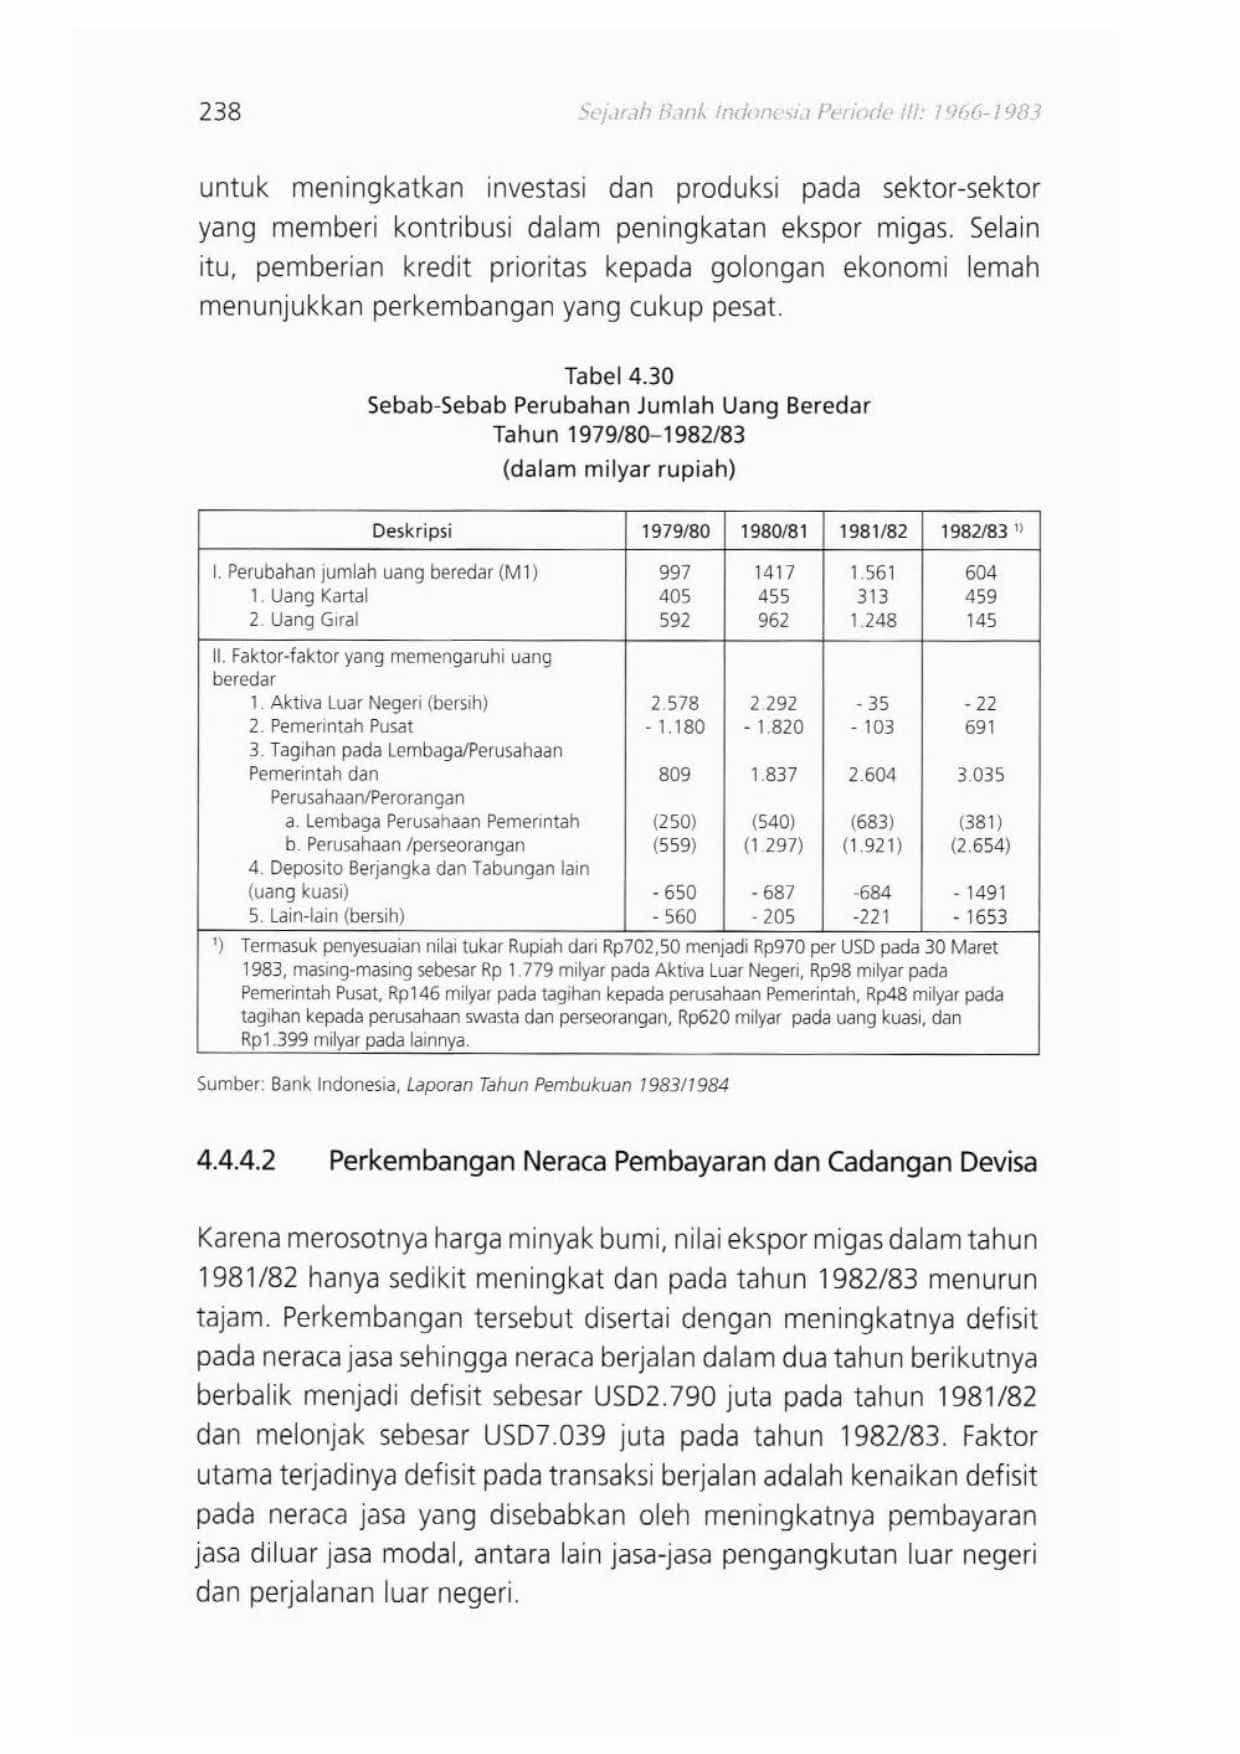 238 Sejarah Bank Indonesia Periode III: 1966-1983
untuk meningkatkan investasi dan produksi pada sektor-sektor
yang memberi kontribusi dalam peningkatan ekspor migas. Selain
itu, pemberian kredit prioritas kepada golongan ekonomi lemah
menunjukkan perkembangan yang cukup pesat.
Tabel 4.30
Sebab-Sebab Perubahan Jumlah Uang Beredar
Tahun 1979/80–1982/83
(dalam milyar rupiah)
Deskripsi 1979/80 1980/81 1981/82 1982/83 ¹⁾
I. Perubahan jumlah uang beredar (M1) 997 1417 1.561 604
1. Uang Kartal 405 455 313 459
2. Uang Giral 592 962 1.248 145
II. Faktor-faktor yang memengaruhi uang
beredar
1. Aktiva Luar Negeri (bersih) 2.578 2.292 - 35 - 22
2. Pemerintah Pusat - 1.180 - 1.820 - 103 691
3. Tagihan pada Lembaga/Perusahaan
Pemerintah dan 809 1.837 2.604 3.035
Perusahaan/Perorangan
a. Lembaga Perusahaan Pemerintah (250) (540) (683) (381)
b. Perusahaan /perseorangan (559) (1.297) (1.921) (2.654)
4. Deposito Berjangka dan Tabungan lain
(uang kuasi) - 650 - 687 -684 - 1491
5. Lain-lain (bersih) - 560 - 205 -221 - 1653
¹) Termasuk penyesuaian nilai tukar Rupiah dari Rp702,50 menjadi Rp970 per USD pada 30 Maret
1983, masing-masing sebesar Rp 1.779 milyar pada Aktiva Luar Negeri, Rp98 milyar pada
Pemerintah Pusat, Rp146 milyar pada tagihan kepada perusahaan Pemerintah, Rp48 milyar pada
tagihan kepada perusahaan swasta dan perseorangan, Rp620 milyar pada uang kuasi, dan
Rp1.399 milyar pada lainnya.
Sumber: Bank Indonesia, Laporan Tahun Pembukuan 1983/1984
4.4.4.2 Perkembangan Neraca Pembayaran dan Cadangan Devisa
Karena merosotnya harga minyak bumi, nilai ekspor migas dalam tahun
1981/82 hanya sedikit meningkat dan pada tahun 1982/83 menurun
tajam. Perkembangan tersebut disertai dengan meningkatnya defisit
pada neraca jasa sehingga neraca berjalan dalam dua tahun berikutnya
berbalik menjadi defisit sebesar USD2.790 juta pada tahun 1981/82
dan melonjak sebesar USD7.039 juta pada tahun 1982/83. Faktor
utama terjadinya defisit pada transaksi berjalan adalah kenaikan defisit
pada neraca jasa yang disebabkan oleh meningkatnya pembayaran
jasa diluar jasa modal, antara lain jasa-jasa pengangkutan luar negeri
dan perjalanan luar negeri.